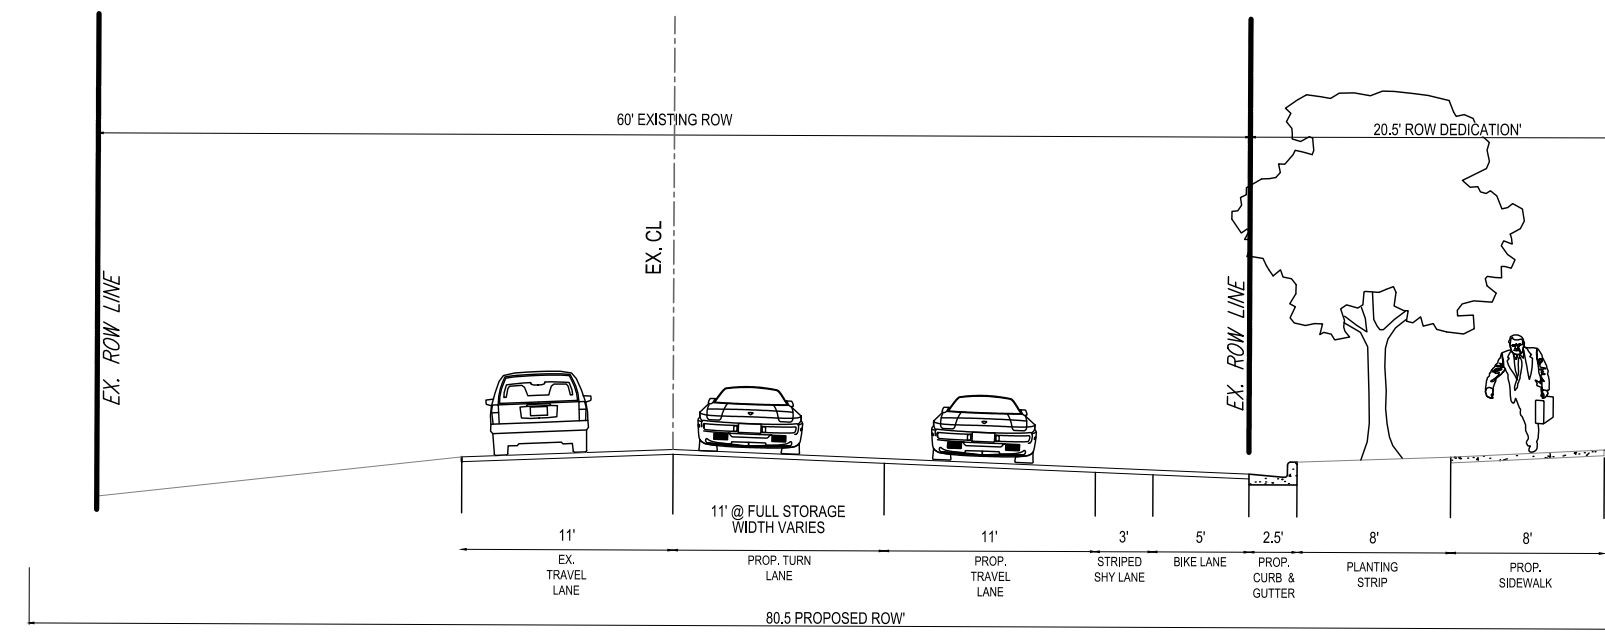 60' EXISTING ROW
20.5' ROW DEDICATION'
EX. CL
EX. ROW LINE
EX. ROW LINE
11'
11' @ FULL STORAGE
WIDTH VARIES
11'
3'
5'
2.5'
8'
8'
EX.
TRAVEL
LANE
PROP. TURN
LANE
PROP.
TRAVEL
LANE
STRIPED
SHY LANE
BIKE LANE
PROP.
CURB &
GUTTER
PLANTING
STRIP
PROP.
SIDEWALK
80.5 PROPOSED ROW'